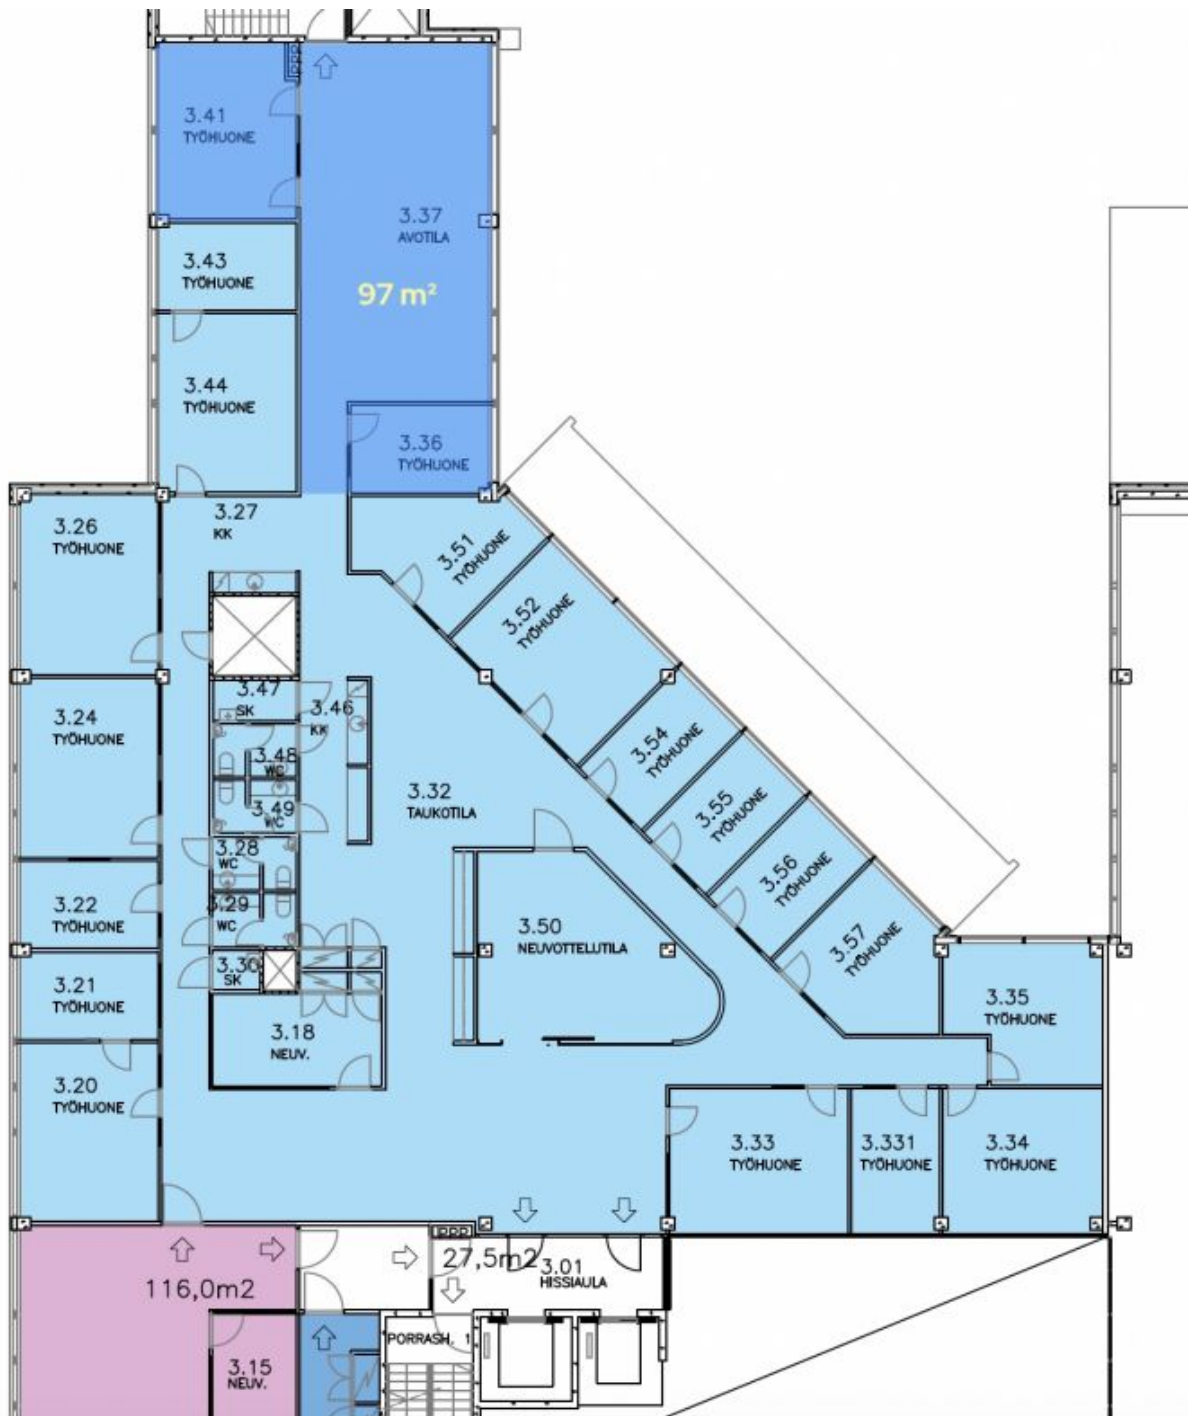 3.41
TYÖHUONE
3.37
AVOTILA
97 m²
3.43
TYÖHUONE
3.44
TYÖHUONE
3.36
TYÖHUONE
3.27
KK
3.26
TYÖHUONE
3.51
TYÖHUONE
3.52
TYÖHUONE
3.47
SK
3.46
KK
3.24
TYÖHUONE
3.48
WC
3.54
TYÖHUONE
3.32
TAUKOTILA
3.49
WC
3.55
TYÖHUONE
3.28
WC
3.56
TYÖHUONE
3.22
TYÖHUONE
3.29
WC
3.50
NEUVOTTELUTILA
3.57
TYÖHUONE
3.30
SK
3.21
TYÖHUONE
3.35
TYÖHUONE
3.18
NEUV.
3.20
TYÖHUONE
3.33
TYÖHUONE
3.331
TYÖHUONE
3.34
TYÖHUONE
116,0m2
27,5m2
3.01
HISSIAULA
PORRASH. 1
3.15
NEUV.